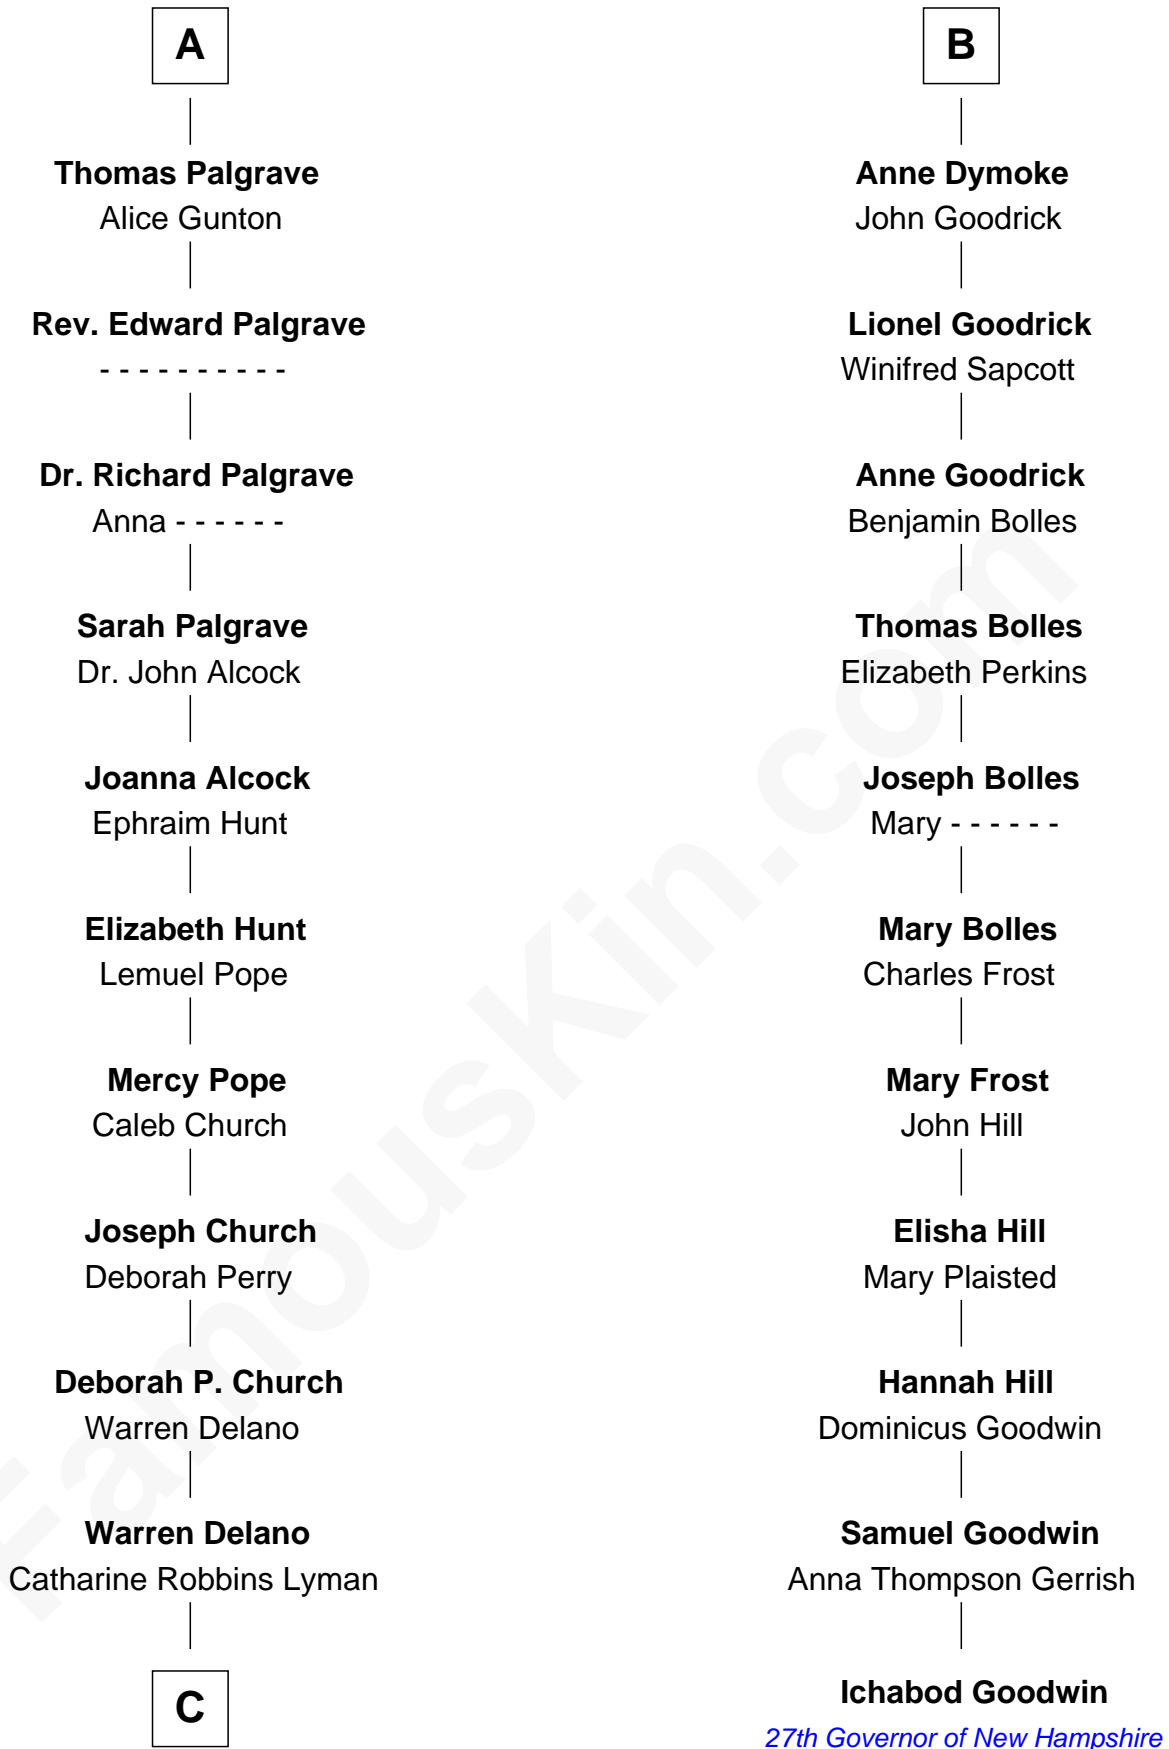 A
Thomas Palgrave
Alice Gunton
Rev. Edward Palgrave
- - - - - - - - - -
Dr. Richard Palgrave
Anna - - - - - -
Sarah Palgrave
Dr. John Alcock
Joanna Alcock
Ephraim Hunt
Elizabeth Hunt
Lemuel Pope
Mercy Pope
Caleb Church
Joseph Church
Deborah Perry
Deborah P. Church
Warren Delano
Warren Delano
Catharine Robbins Lyman
C
B
Anne Dymoke
John Goodrick
Lionel Goodrick
Winifred Sapcott
Anne Goodrick
Benjamin Bolles
Thomas Bolles
Elizabeth Perkins
Joseph Bolles
Mary - - - - - -
Mary Bolles
Charles Frost
Mary Frost
John Hill
Elisha Hill
Mary Plaisted
Hannah Hill
Dominicus Goodwin
Samuel Goodwin
Anna Thompson Gerrish
Ichabod Goodwin
27th Governor of New Hampshire
FamousKin.com